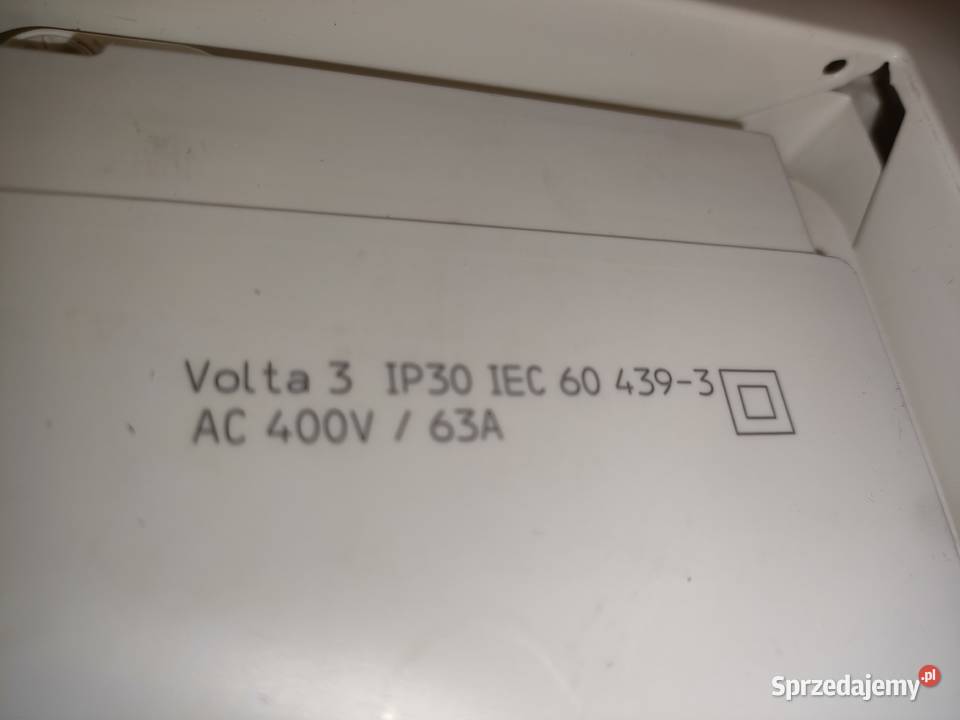 Volta 3 IP30 IEC 60 439-3
AC 400V / 63A
Sprzedajemy.pl